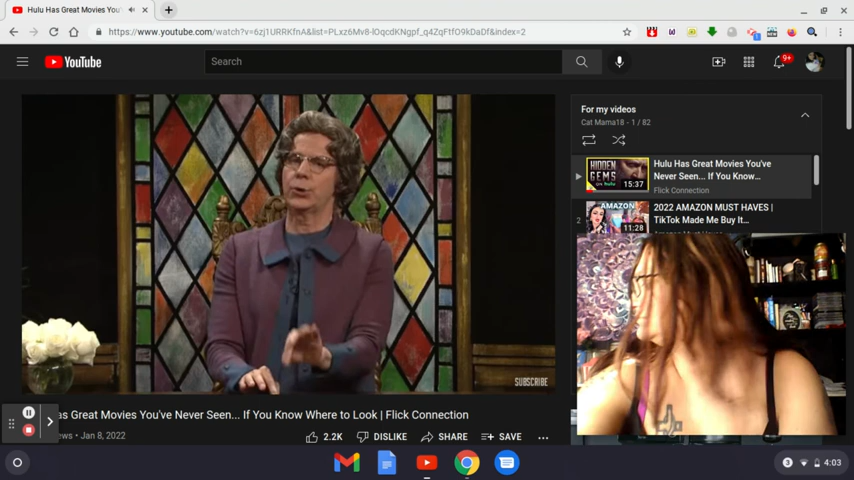 Hulu Has Great Movies You'
https://www.youtube.com/watch?v=6zj1URRKfnA&list=PLxz6Mv8-lOqcdKNgpf_q4ZqFtfO9kDaDf&index=2
YouTube
Search
9+
For my videos
Cat Mama18 - 1 / 82
HIDDEN
GEMS
ON hulu
15:37
Hulu Has Great Movies You've
Never Seen... If You Know...
Flick Connection
2
AMAZON
11:28
2022 AMAZON MUST HAVES |
TikTok Made Me Buy It...
SUBSCRIBE
as Great Movies You've Never Seen... If You Know Where to Look | Flick Connection
ews • Jan 8, 2022
2.2K
DISLIKE
SHARE
SAVE
3
4:03